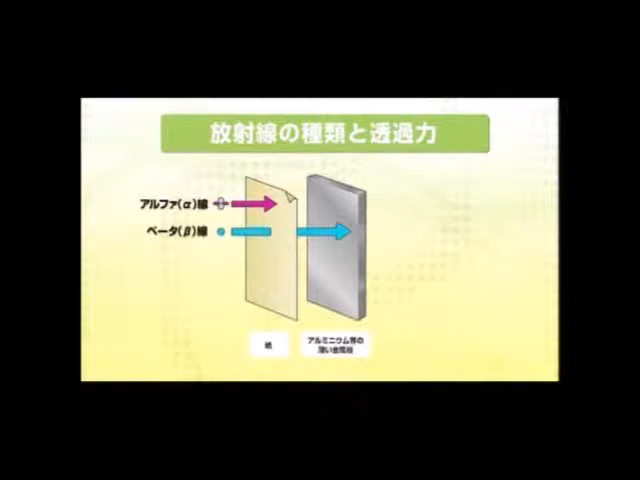 放射線の種類と透過力
アルファ(α)線
ベータ(β)線
紙
アルミニウム等の
薄い金属板